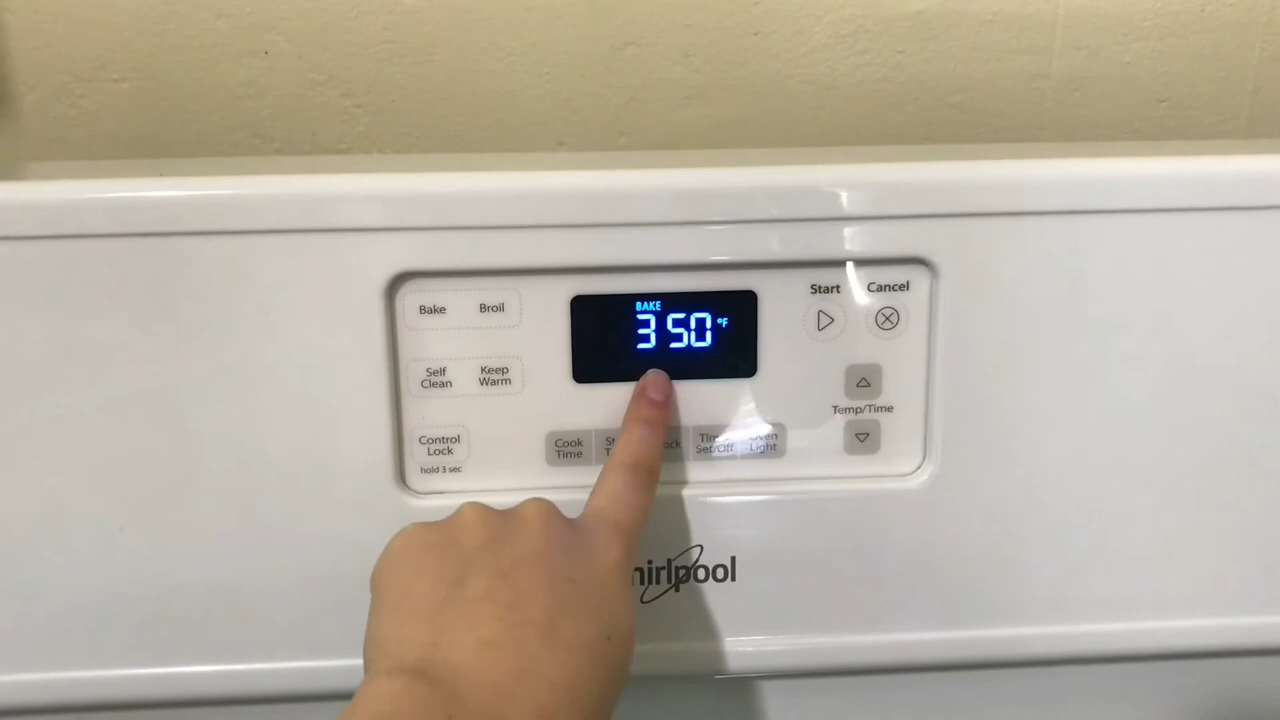 Bake Broil
BAKE
350°F
Start Cancel
Self Clean
Keep Warm
Temp/Time
Control Lock
hold 3 sec
Cook Time
Oven Light